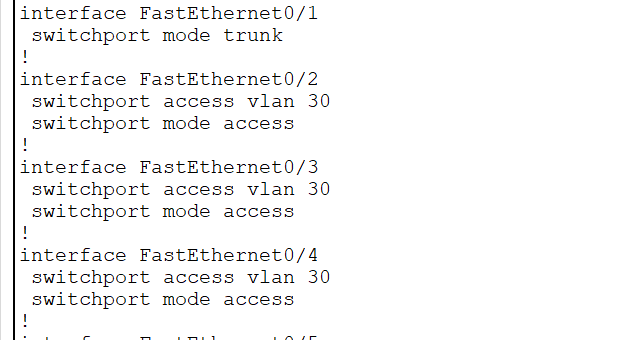 interface FastEthernet0/1
switchport mode trunk
!
interface FastEthernet0/2
switchport access vlan 30
switchport mode access
!
interface FastEthernet0/3
switchport access vlan 30
switchport mode access
!
interface FastEthernet0/4
switchport access vlan 30
switchport mode access
!